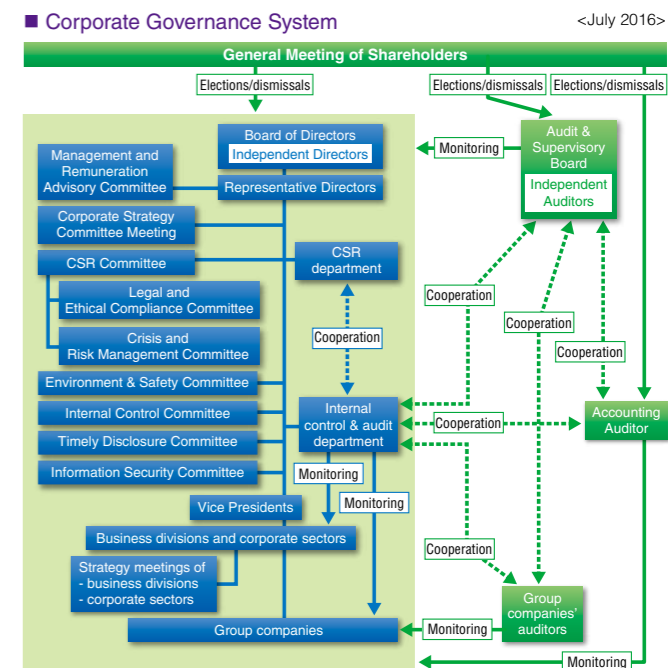 ■ Corporate Governance System
<July 2016>
General Meeting of Shareholders
Elections/dismissals
Elections/dismissals
Elections/dismissals
Board of Directors
Independent Directors
Monitoring
Audit &
Supervisory
Board
Independent
Auditors
Management and
Remuneration
Advisory Committee
Representative Directors
Corporate Strategy
Committee Meeting
CSR Committee
CSR
department
Legal and
Ethical Compliance Committee
Cooperation
Cooperation
Cooperation
Crisis and
Risk Management Committee
Cooperation
Environment & Safety Committee
Internal Control Committee
Internal
control & audit
department
Cooperation
Accounting
Auditor
Timely Disclosure Committee
Information Security Committee
Monitoring
Monitoring
Vice Presidents
Business divisions and corporate sectors
Cooperation
Strategy meetings of
- business divisions
- corporate sectors
Group
companies'
auditors
Group companies
Monitoring
Monitoring